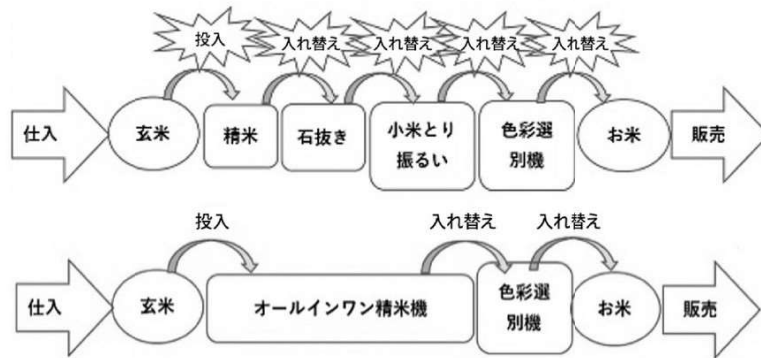 投入
入れ替え
入れ替え
入れ替え
入れ替え
仕入
玄米
精米
石抜き
小米とり
振るい
色彩選
別機
お米
販売
投入
入れ替え
入れ替え
仕入
玄米
オールインワン精米機
色彩選
別機
お米
販売